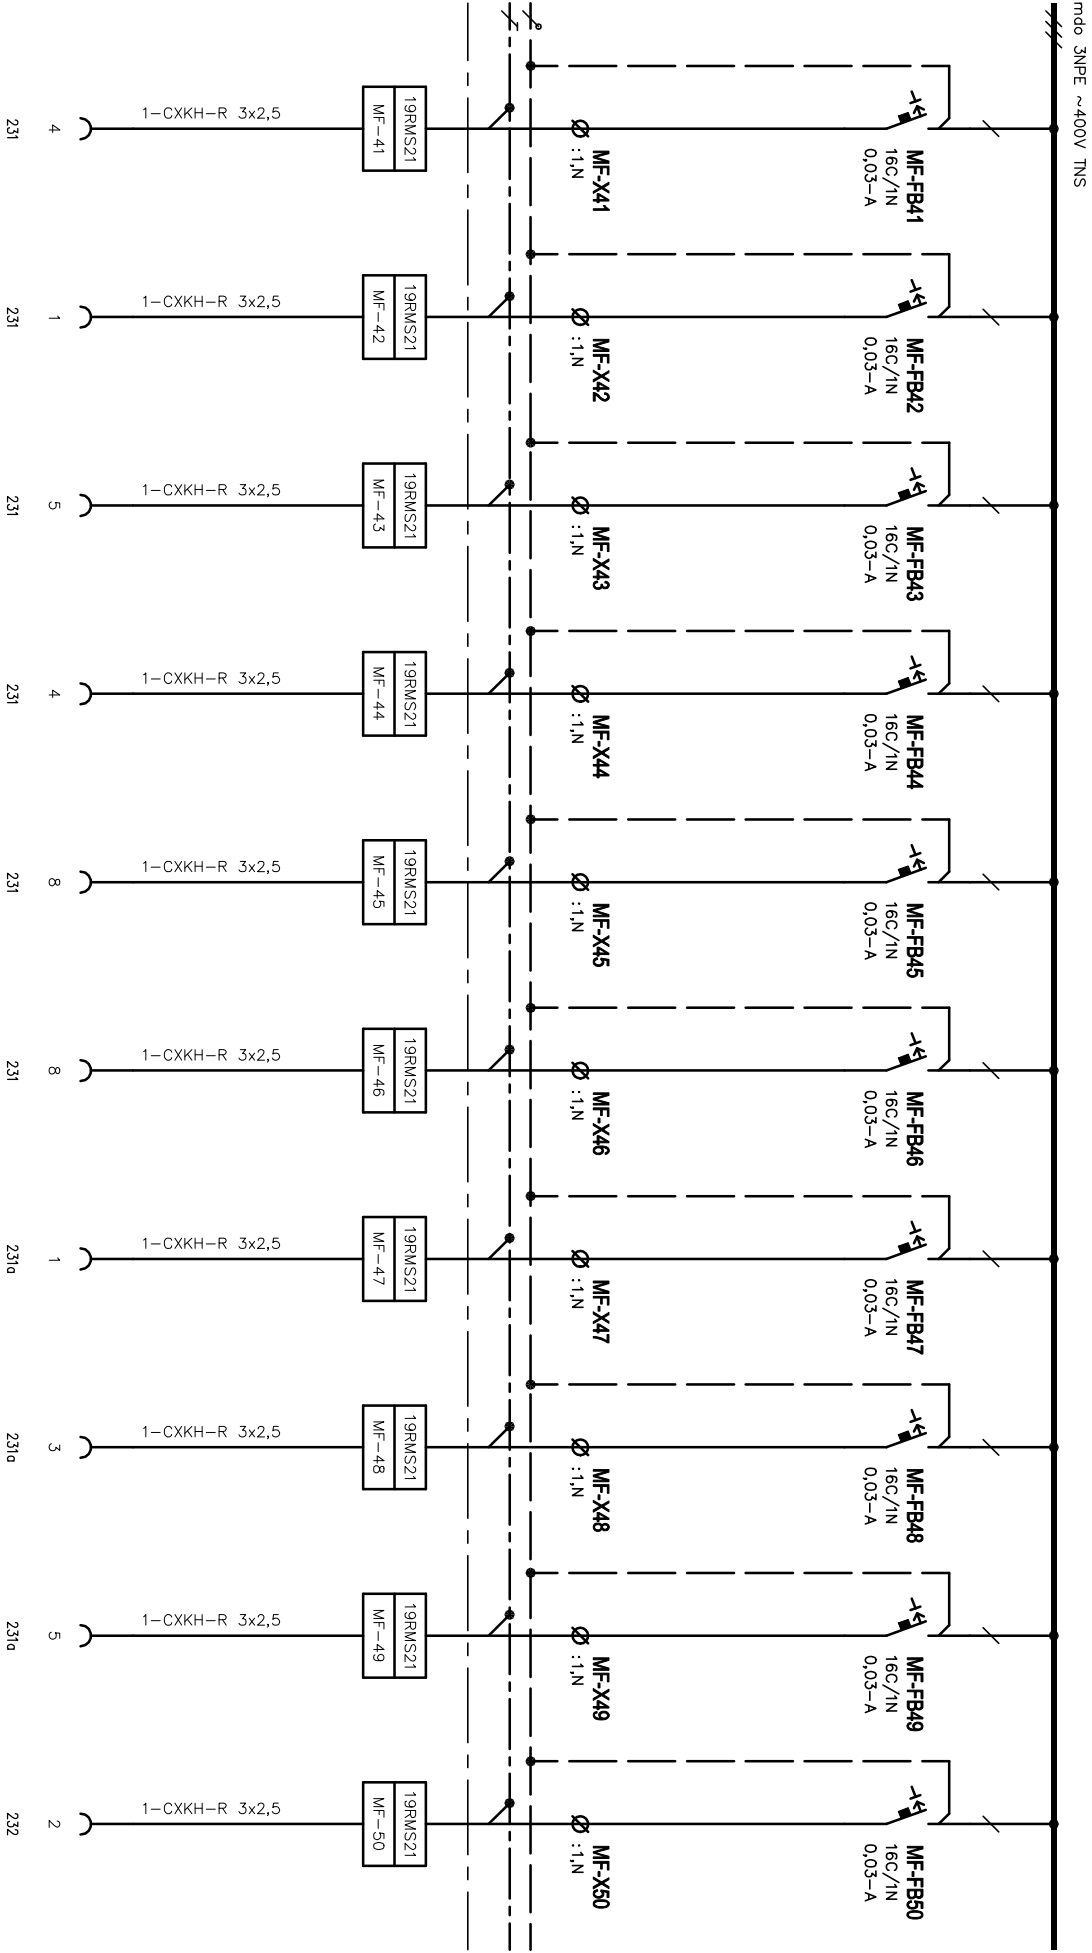 mdo 3NPE ~400V TNS
MF-FB41
16C/1N
0,03-A
MF-X41
:1,N
19RMS21
MF-41
1-CXKH-R 3x2,5
4
231
MF-FB42
16C/1N
0,03-A
MF-X42
:1,N
19RMS21
MF-42
1-CXKH-R 3x2,5
1
231
MF-FB43
16C/1N
0,03-A
MF-X43
:1,N
19RMS21
MF-43
1-CXKH-R 3x2,5
5
231
MF-FB44
16C/1N
0,03-A
MF-X44
:1,N
19RMS21
MF-44
1-CXKH-R 3x2,5
4
231
MF-FB45
16C/1N
0,03-A
MF-X45
:1,N
19RMS21
MF-45
1-CXKH-R 3x2,5
8
231
MF-FB46
16C/1N
0,03-A
MF-X46
:1,N
19RMS21
MF-46
1-CXKH-R 3x2,5
8
231
MF-FB47
16C/1N
0,03-A
MF-X47
:1,N
19RMS21
MF-47
1-CXKH-R 3x2,5
1
231a
MF-FB48
16C/1N
0,03-A
MF-X48
:1,N
19RMS21
MF-48
1-CXKH-R 3x2,5
3
231a
MF-FB49
16C/1N
0,03-A
MF-X49
:1,N
19RMS21
MF-49
1-CXKH-R 3x2,5
5
231a
MF-FB50
16C/1N
0,03-A
MF-X50
:1,N
19RMS21
MF-50
1-CXKH-R 3x2,5
2
232